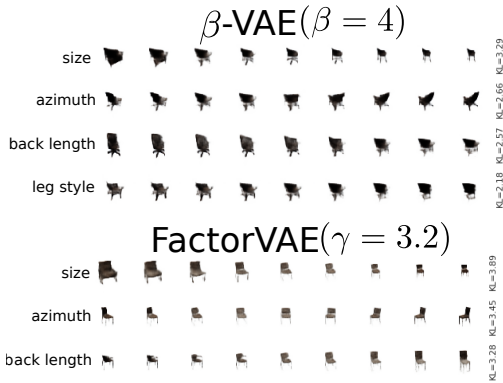 β-VAE(β = 4)
size KL=3.29
azimuth KL=2.66
back length KL=2.57
leg style KL=2.18
FactorVAE(γ = 3.2)
size KL=3.89
azimuth KL=3.45
back length KL=3.28